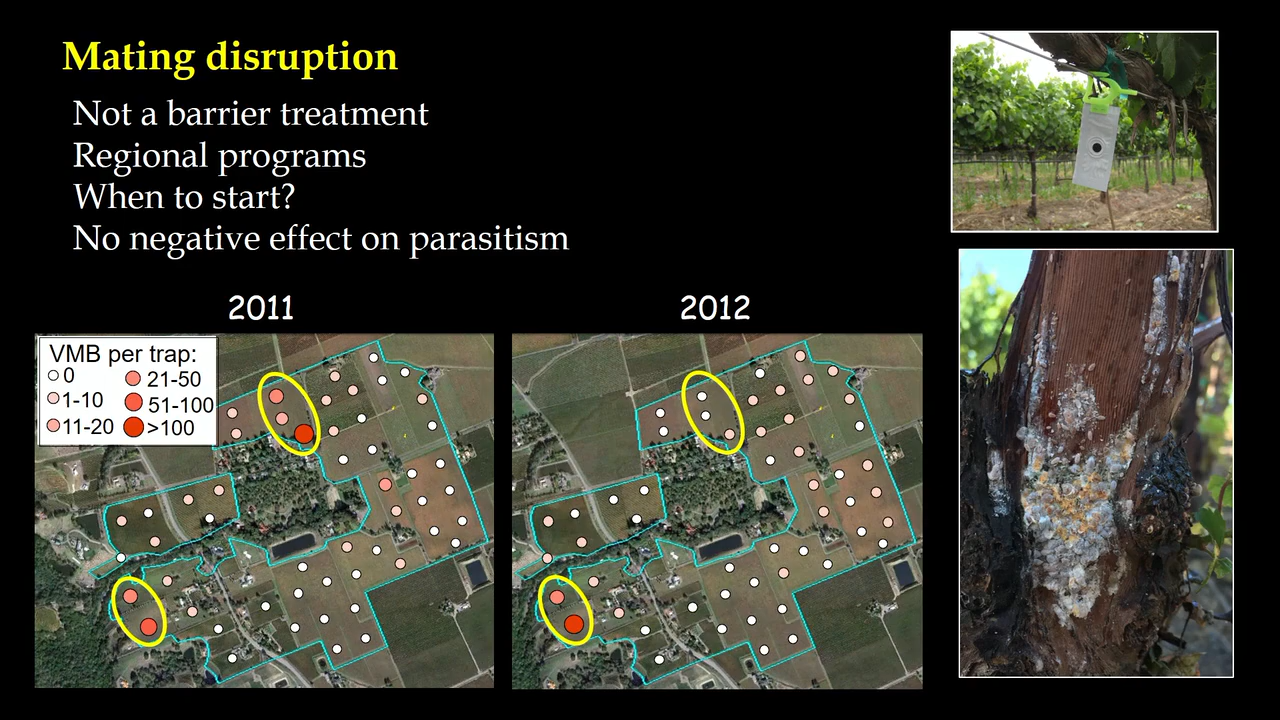 Mating disruption
Not a barrier treatment
Regional programs
When to start?
No negative effect on parasitism
2011
2012
VMB per trap:
0
21-50
1-10
51-100
11-20
>100